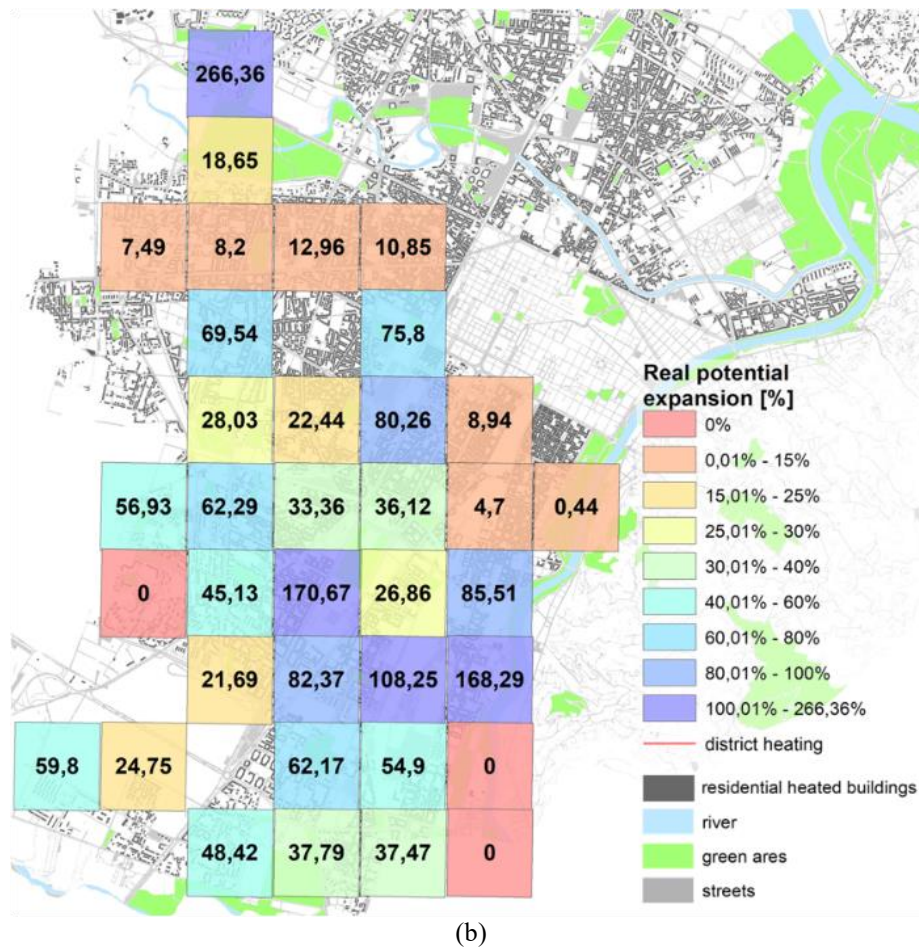 266,36
18,65
7,49 8,2 12,96 10,85
69,54 75,8
28,03 22,44 80,26 8,94
56,93 62,29 33,36 36,12 4,7 0,44
0 45,13 170,67 26,86 85,51
21,69 82,37 108,25 168,29
59,8 24,75 62,17 54,9 0
48,42 37,79 37,47 0
Real potential
expansion [%]
0%
0,01% - 15%
15,01% - 25%
25,01% - 30%
30,01% - 40%
40,01% - 60%
60,01% - 80%
80,01% - 100%
100,01% - 266,36%
district heating
residential heated buildings
river
green ares
streets
(b)